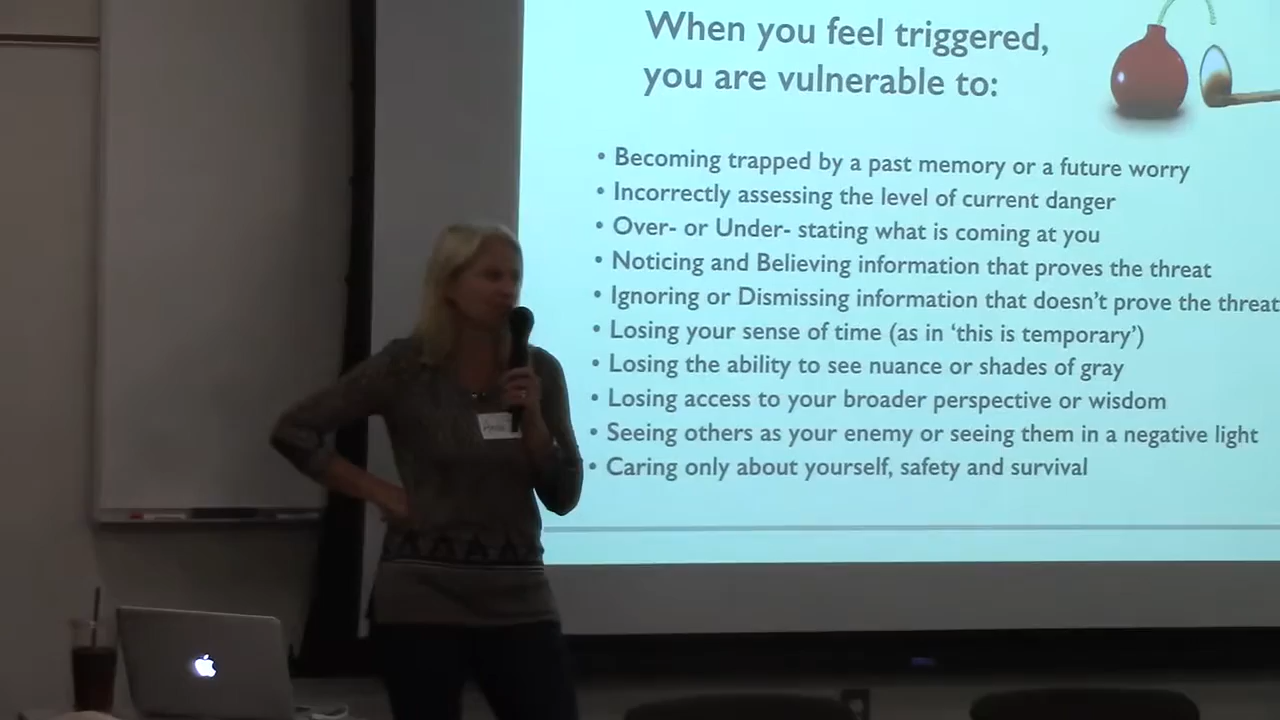 When you feel triggered,
you are vulnerable to:
• Becoming trapped by a past memory or a future worry
• Incorrectly assessing the level of current danger
• Over- or Under- stating what is coming at you
• Noticing and Believing information that proves the threat
• Ignoring or Dismissing information that doesn’t prove the threat
• Losing your sense of time (as in ‘this is temporary’)
• Losing the ability to see nuance or shades of gray
• Losing access to your broader perspective or wisdom
• Seeing others as your enemy or seeing them in a negative light
• Caring only about yourself, safety and survival